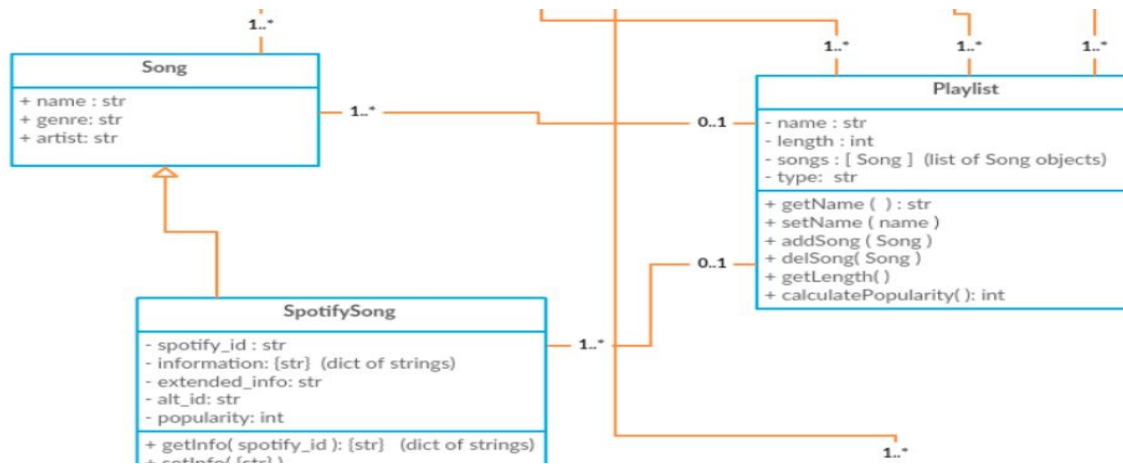 1..*
1..*
1..*
1..*
Song
+ name : str
+ genre: str
+ artist: str
1..*
0..1
Playlist
- name : str
- length : int
- songs : [ Song ]  (list of Song objects)
- type:  str
+ getName (  ) : str
+ setName ( name )
+ addSong ( Song )
+ delSong( Song )
+ getLength()
+ calculatePopularity( ): int
0..1
1..*
SpotifySong
- spotify_id : str
- information: {str}  (dict of strings)
- extended_info: str
- alt_id: str
- popularity: int
+ getInfo( spotify_id ): {str}   (dict of strings)
+ setInfo( {str} )
1..*